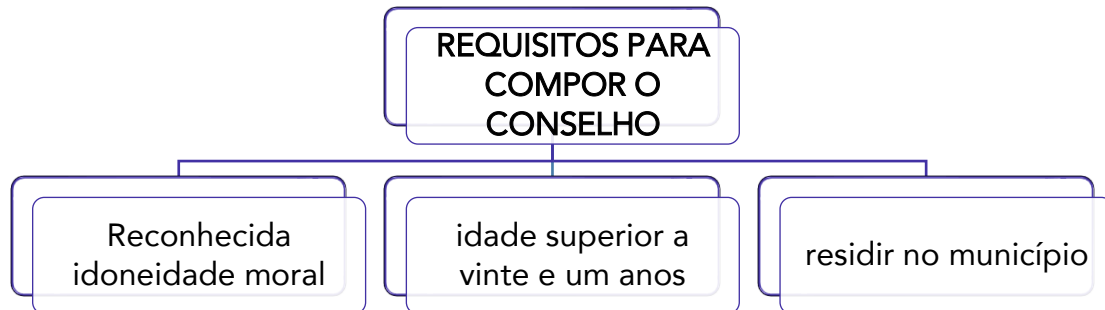 REQUISITOS PARA
COMPOR O
CONSELHO
Reconhecida
idoneidade moral
idade superior a
vinte e um anos
residir no município